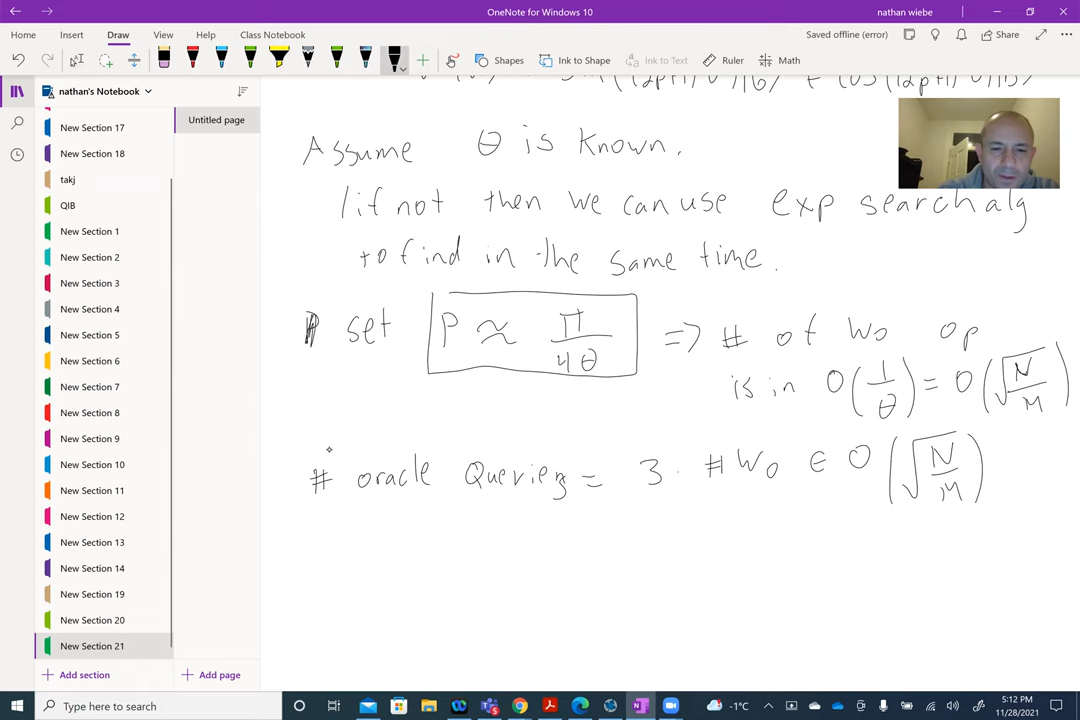 OneNote for Windows 10
nathan wiebe
Home Insert Draw View Help Class Notebook
Saved offline (error)
Share
Shapes
Ink to Shape
Ink to Text
Ruler
Math
nathan's Notebook
Untitled page
New Section 17
New Section 18
takj
QIB
New Section 1
New Section 2
New Section 3
New Section 4
New Section 5
New Section 6
New Section 7
New Section 8
New Section 9
New Section 10
New Section 11
New Section 12
New Section 13
New Section 14
New Section 19
New Section 20
New Section 21
Add section
Add page
Assume θ is known.
/if not then we can use exp search alg
to find in the same time.
set P ≈ π/4θ => # of Wo op
is in O(1/θ) = O(√N/M)
# oracle Queries = 3 · # Wo ∈ O(√N/M)
Type here to search
-1°C
5:12 PM
11/28/2021